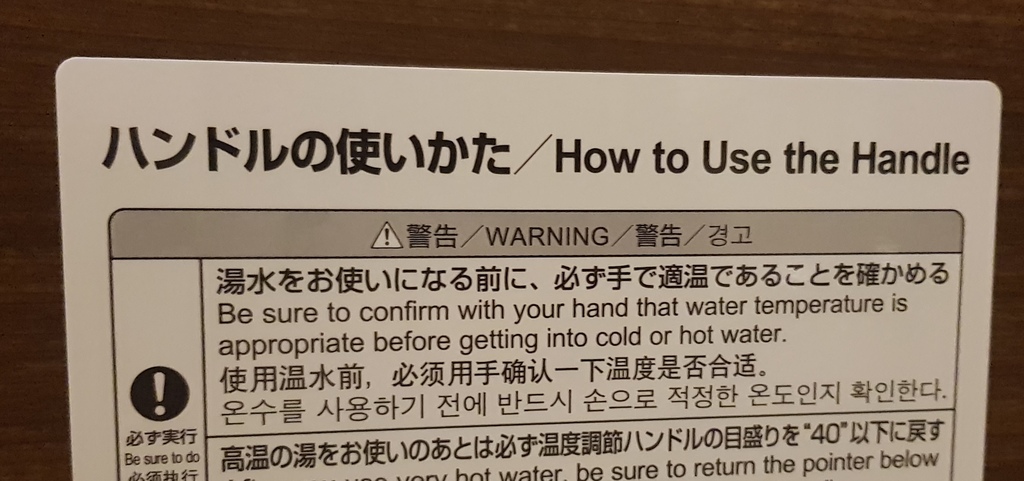 ハンドルの使いかた／How to Use the Handle
警告／WARNING／警告／경고
湯水をお使いになる前に、必ず手で適温であることを確かめる
Be sure to confirm with your hand that water temperature is
appropriate before getting into cold or hot water.
使用温水前，必须用手确认一下温度是否合适。
온수를 사용하기 전에 반드시 손으로 적정한 온도인지 확인한다.
必ず実行
Be sure to do
必须执行
高温の湯をお使いのあとは必ず温度調節ハンドルの目盛りを“40”以下に戻す
very hot water, be sure to return the pointer below